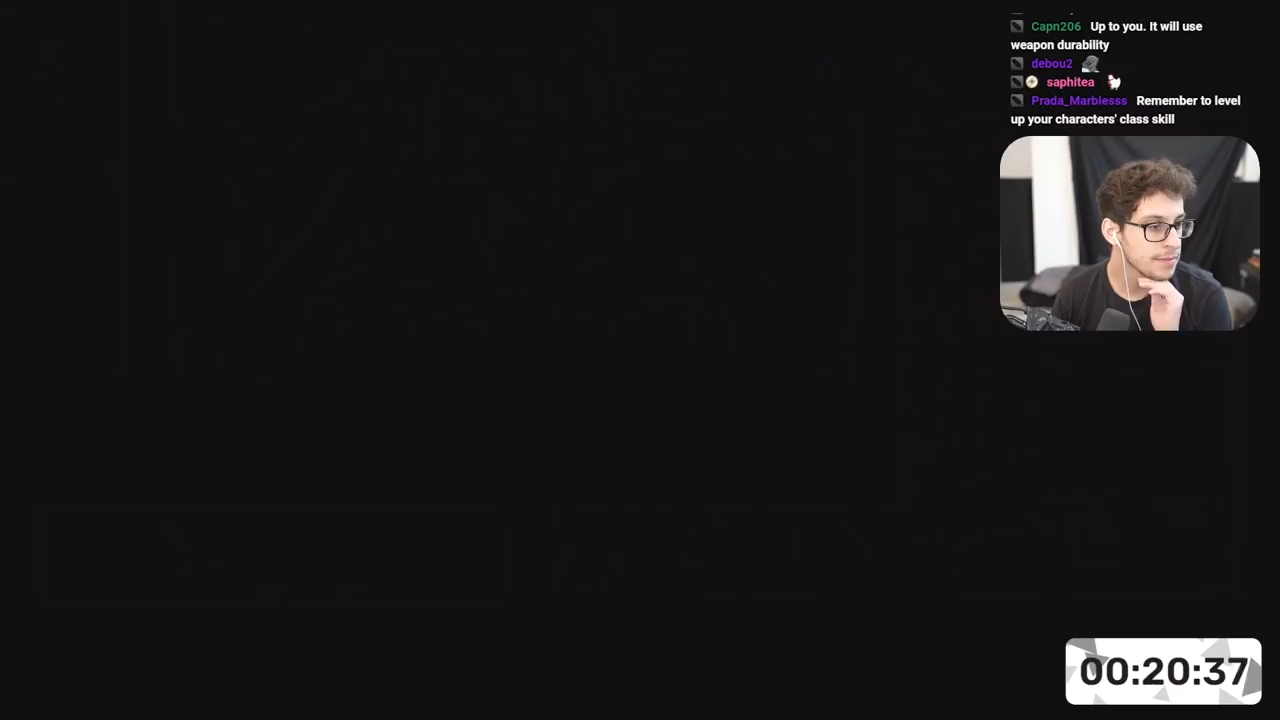 Capn206 Up to you. It will use
weapon durability
debou2
saphitea
Prada_Marblesss Remember to level
up your characters' class skill
00:20:37